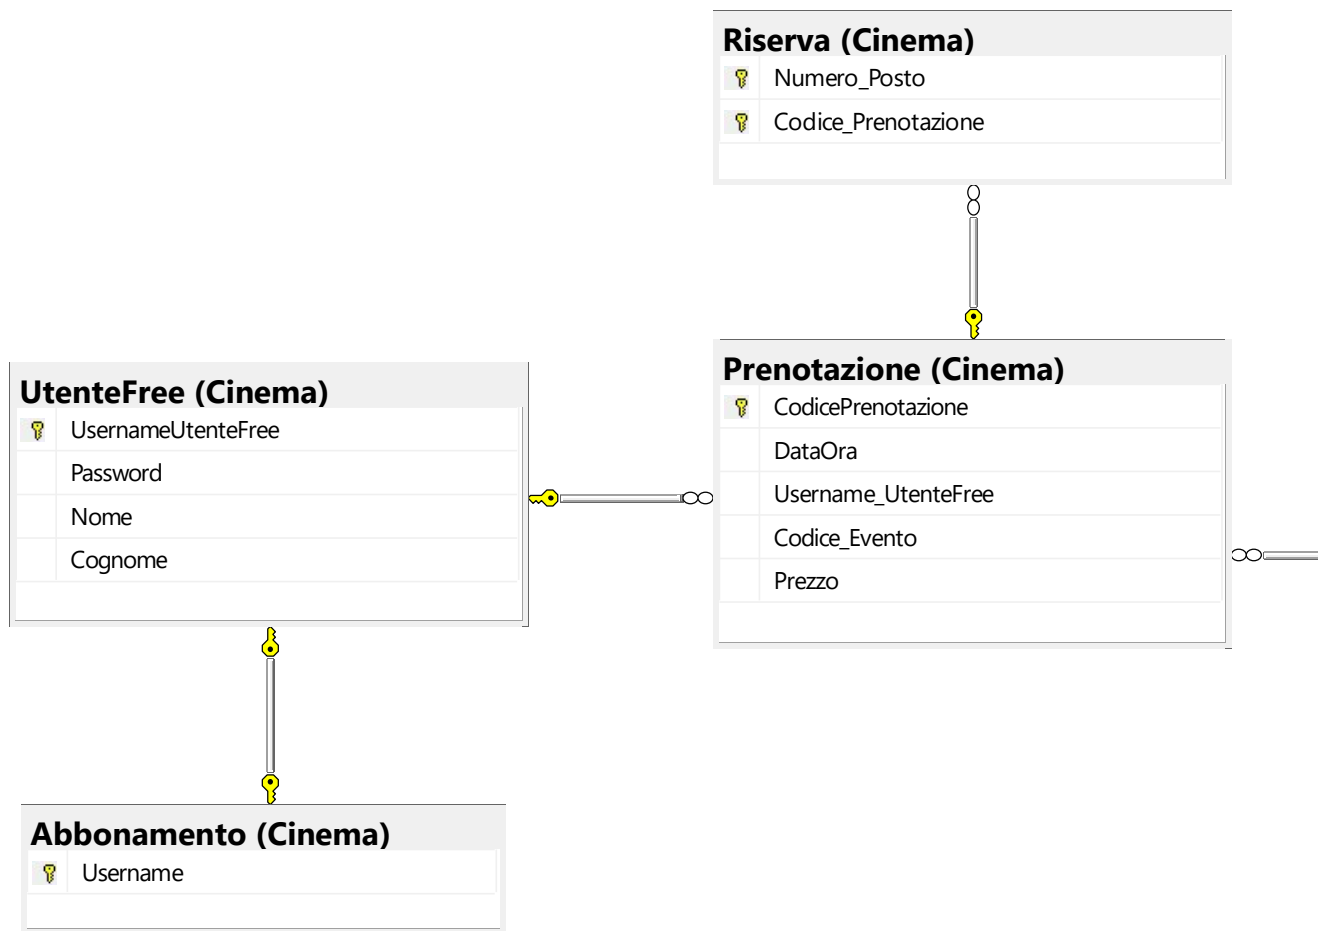 Riserva (Cinema)
Numero_Posto
Codice_Prenotazione
UtenteFree (Cinema)
UsernameUtenteFree
Password
Nome
Cognome
Prenotazione (Cinema)
CodicePrenotazione
DataOra
Username_UtenteFree
Codice_Evento
Prezzo
Abbonamento (Cinema)
Username